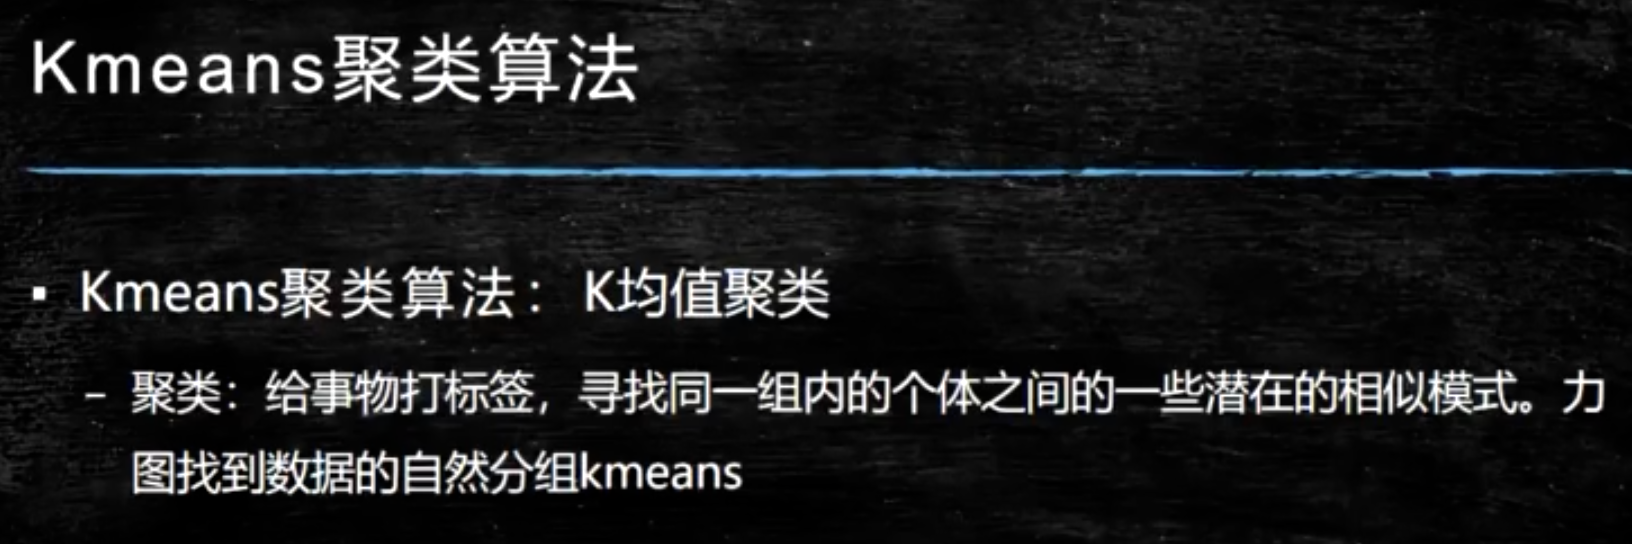 Kmeans聚类算法
▪ Kmeans聚类算法： K均值聚类
– 聚类：给事物打标签，寻找同一组内的个体之间的一些潜在的相似模式。力
图找到数据的自然分组kmeans